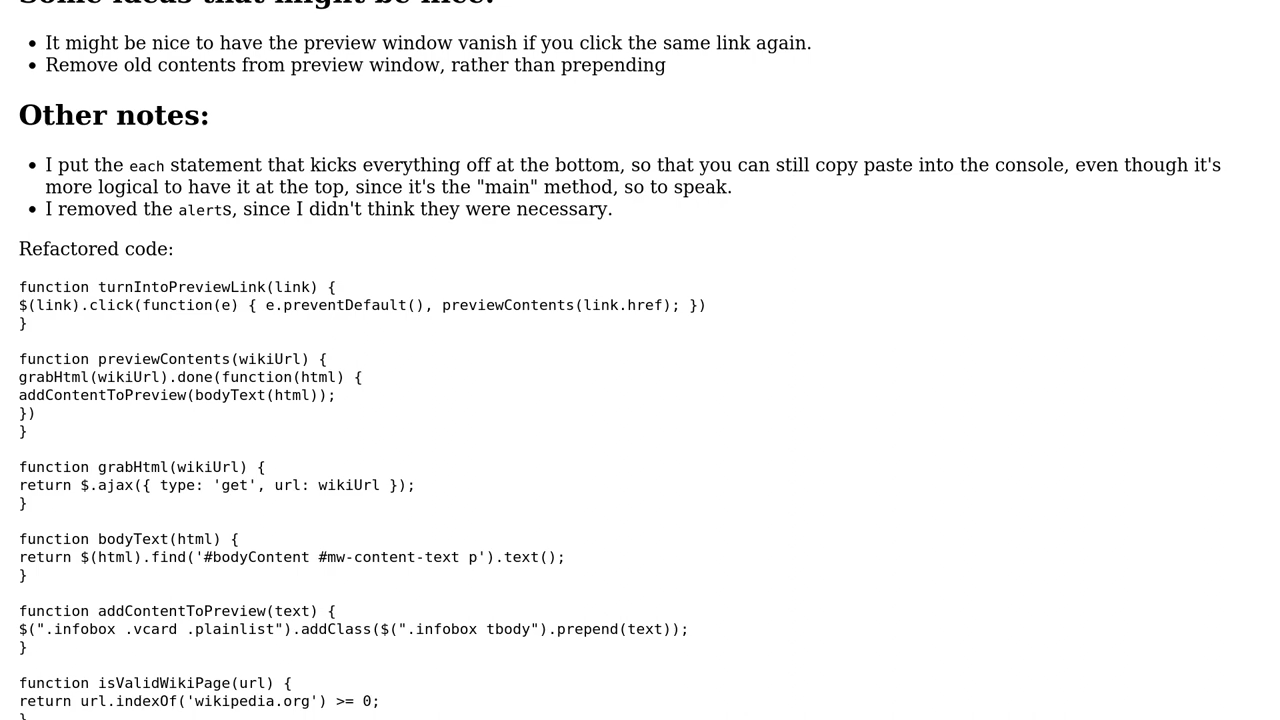 Some ideas that might be nice:
It might be nice to have the preview window vanish if you click the same link again.
Remove old contents from preview window, rather than prepending
Other notes:
I put the each statement that kicks everything off at the bottom, so that you can still copy paste into the console, even though it's
more logical to have it at the top, since it's the "main" method, so to speak.
I removed the alerts, since I didn't think they were necessary.
Refactored code:
function turnIntoPreviewLink(link) {
$(link).click(function(e) { e.preventDefault(), previewContents(link.href); })
}
function previewContents(wikiUrl) {
grabHtml(wikiUrl).done(function(html) {
addContentToPreview(bodyText(html));
})
}
function grabHtml(wikiUrl) {
return $.ajax({ type: 'get', url: wikiUrl });
}
function bodyText(html) {
return $(html).find('#bodyContent #mw-content-text p').text();
}
function addContentToPreview(text) {
$(".infobox .vcard .plainlist").addClass($(".infobox tbody").prepend(text));
}
function isValidWikiPage(url) {
return url.indexOf('wikipedia.org') >= 0;
}